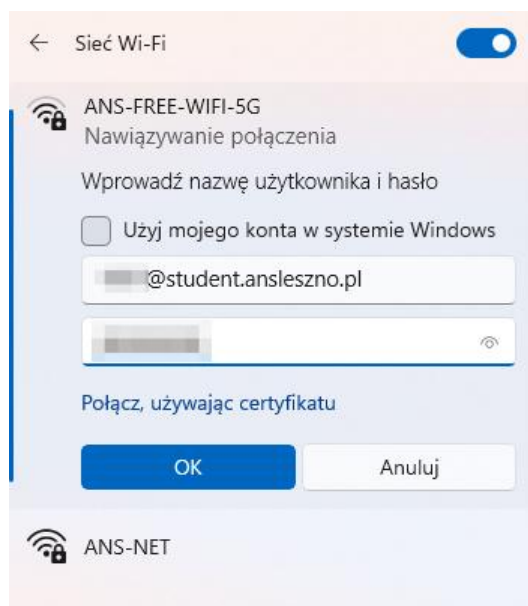 Sieć Wi-Fi
ANS-FREE-WIFI-5G
Nawiązywanie połączenia
Wprowadź nazwę użytkownika i hasło
Użyj mojego konta w systemie Windows
@student.ansleszno.pl
Połącz, używając certyfikatu
OK Anuluj
ANS-NET